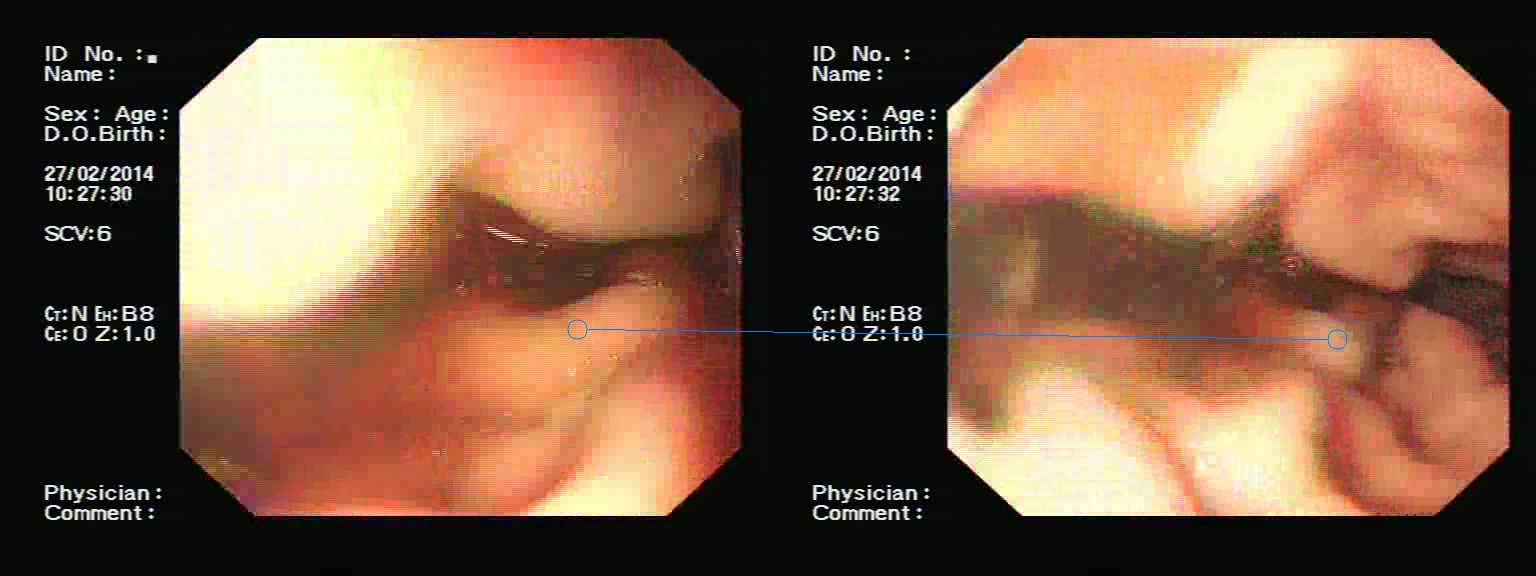 ID No. :
Name:
Sex: Age:
D.O.Birth:
27/02/2014
10:27:30
SCV:6
CT:N EH:B8
CE:0 Z:1.0
Physician:
Comment:
ID No. :
Name:
Sex: Age:
D.O.Birth:
27/02/2014
10:27:32
SCV:6
CT:N EH:B8
CE:0 Z:1.0
Physician:
Comment: